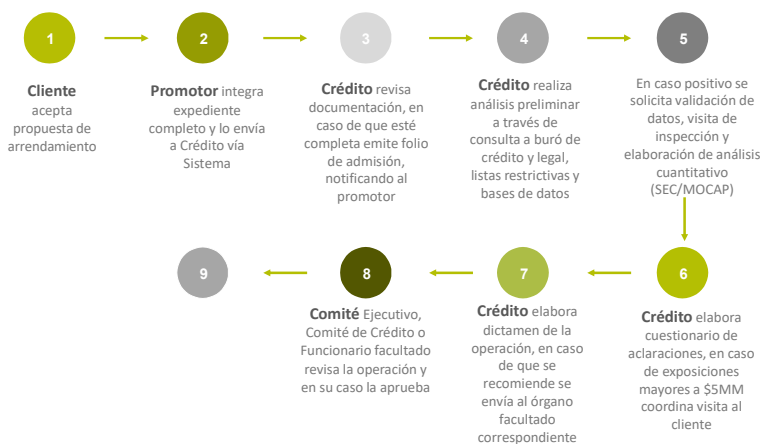 1
Cliente
acepta
propuesta de
arrendamiento
2
Promotor integra
expediente
completo y lo envía
a Crédito vía
Sistema
3
Crédito revisa
documentación, en
caso de que esté
completa emite folio
de admisión,
notificando al
promotor
4
Crédito realiza
análisis preliminar
a través de
consulta a buró de
crédito y legal,
listas restrictivas y
bases de datos
5
En caso positivo se
solicita validación de
datos, visita de
inspección y
elaboración de análisis
cuantitativo
(SEC/MOCAP)
6
Crédito elabora
cuestionario de
aclaraciones, en caso
de exposiciones
mayores a $5MM
coordina visita al
cliente
7
Crédito elabora
dictamen de la
operación, en caso
de que se
recomiende se
envía al órgano
facultado
correspondiente
8
Comité Ejecutivo,
Comité de Crédito o
Funcionario facultado
revisa la operación y
en su caso la aprueba
9